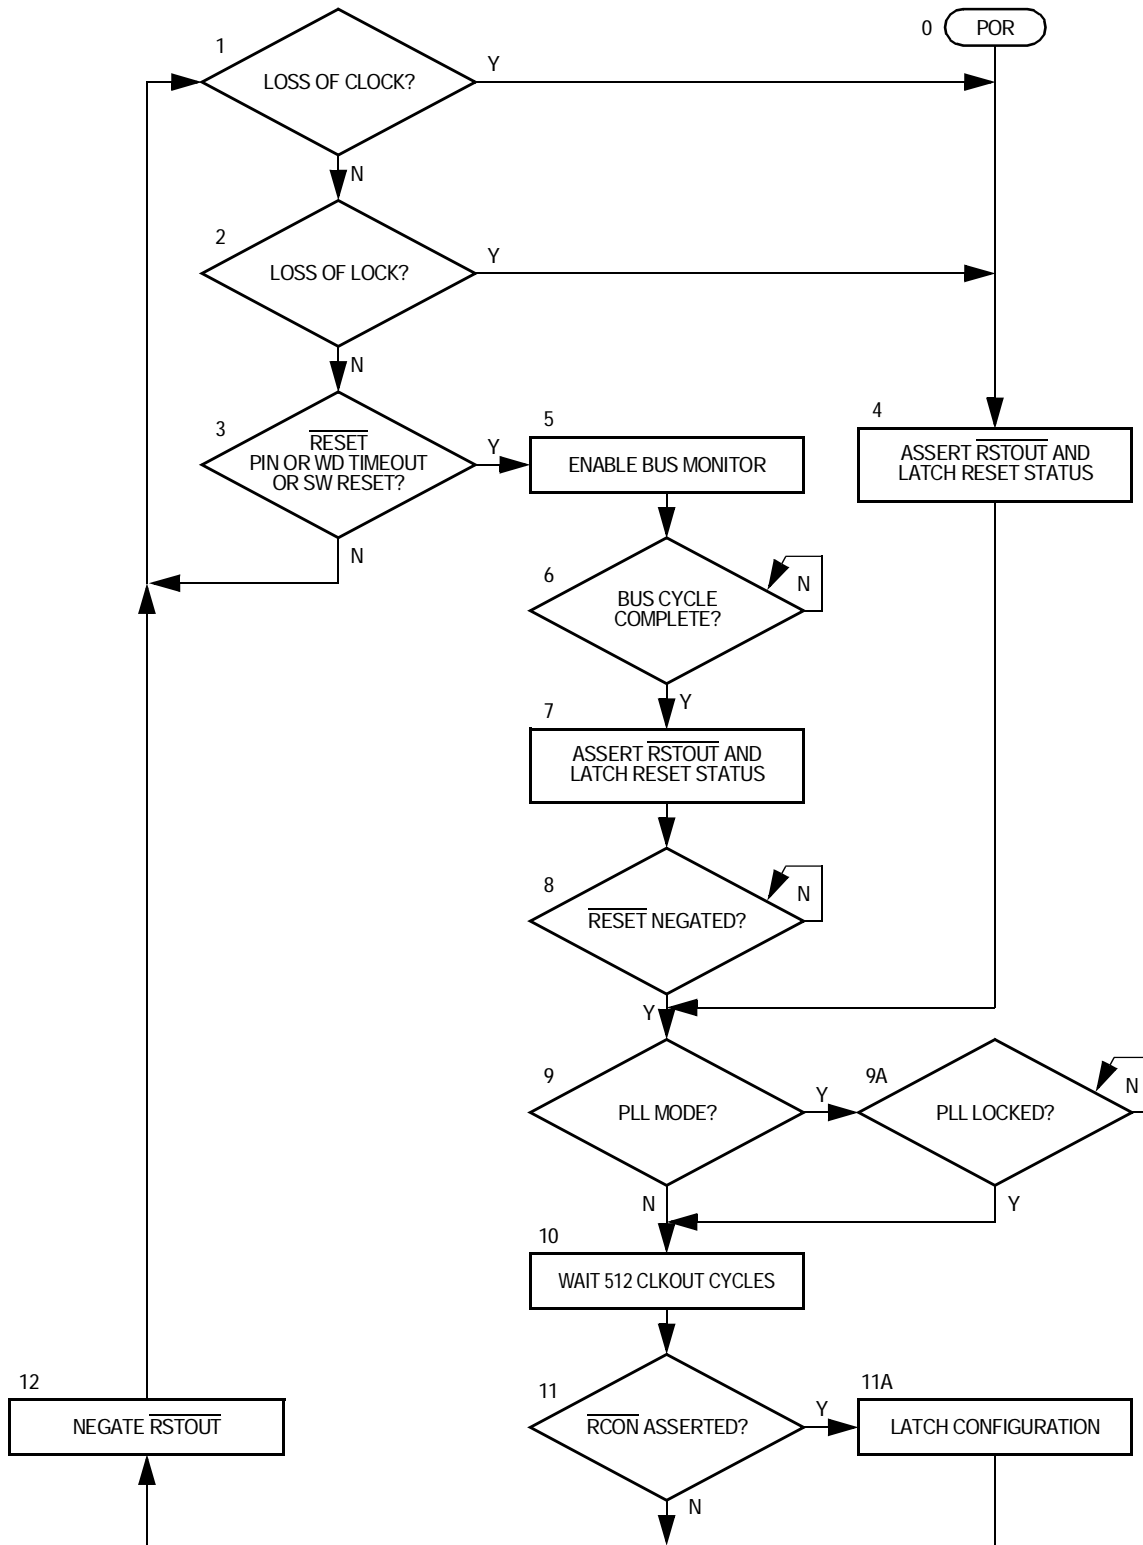 0
POR
1
LOSS OF CLOCK?
Y
N
2
LOSS OF LOCK?
Y
N
3
RESET
PIN OR WD TIMEOUT
OR SW RESET?
Y
N
5
ENABLE BUS MONITOR
4
ASSERT RSTOUT AND
LATCH RESET STATUS
6
BUS CYCLE
COMPLETE?
N
Y
7
ASSERT RSTOUT AND
LATCH RESET STATUS
8
RESET NEGATED?
N
Y
9
PLL MODE?
Y
N
9A
PLL LOCKED?
N
Y
10
WAIT 512 CLKOUT CYCLES
11
RCON ASSERTED?
Y
N
11A
LATCH CONFIGURATION
12
NEGATE RSTOUT